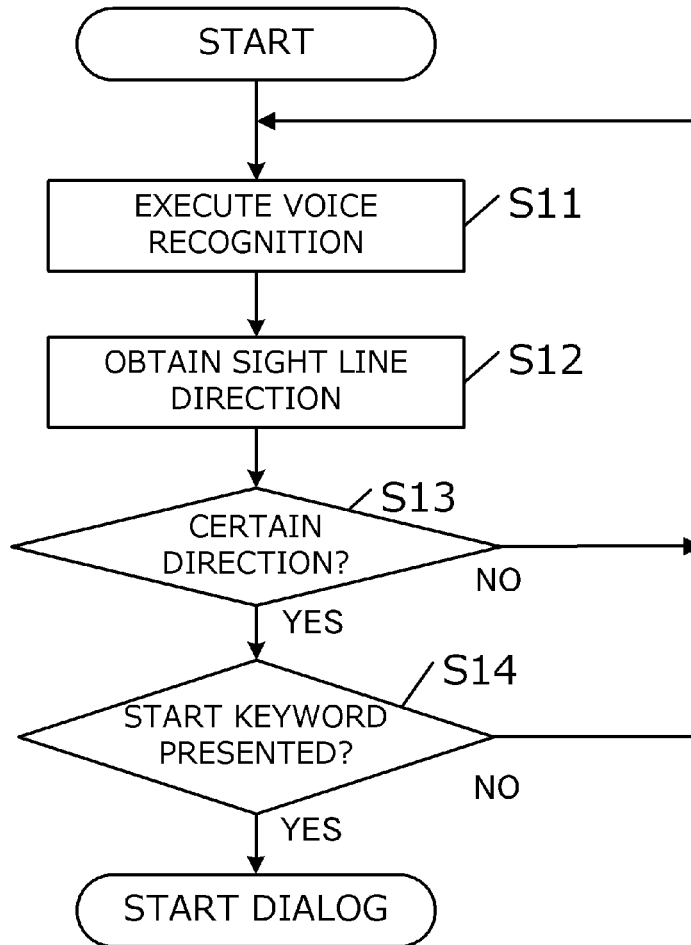 START
EXECUTE VOICE
RECOGNITION
S11
OBTAIN SIGHT LINE
DIRECTION
S12
S13
CERTAIN
DIRECTION?
NO
YES
S14
START KEYWORD
PRESENTED?
NO
YES
START DIALOG